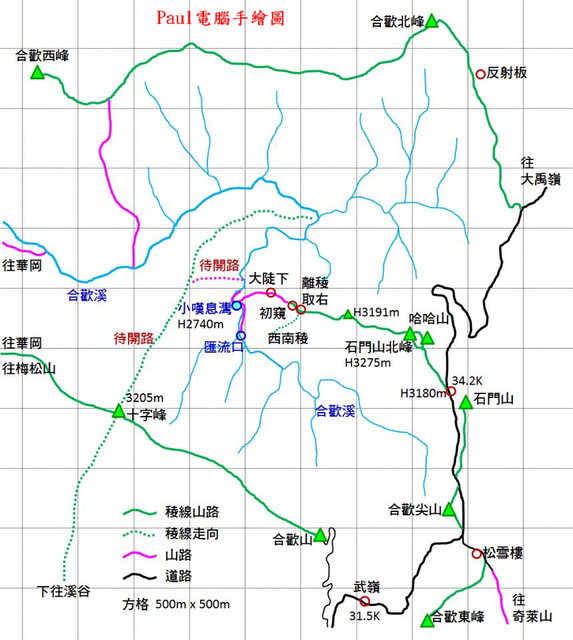 Paul電腦手繪圖
合歡北峰
合歡西峰
反射板
往
大禹嶺
待開路
往華岡
合歡溪
大陡下
離稜
取右
小嘆息灣
H2740m
初窺
H3191m
哈哈山
西南稜
待開路
匯流口
石門山北峰
H3275m
往華岡
往梅松山
34.2K
H3180m
石門山
3205m
十字峰
合歡溪
稜線山路
合歡尖山
稜線走向
合歡山
山路
松雪樓
道路
下往溪谷
武嶺
方格 500m x 500m
31.5K
往
奇萊山
合歡東峰